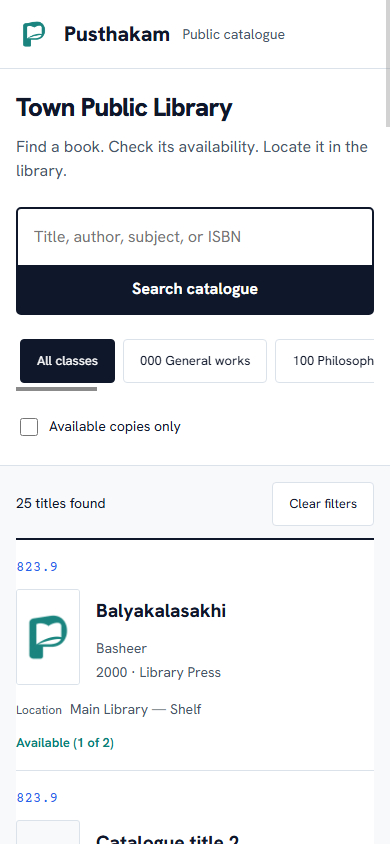 Pusthakam Public catalogue
Town Public Library
Find a book. Check its availability. Locate it in the
library.
Title, author, subject, or ISBN
Search catalogue
All classes
000 General works
100 Philosoph
Available copies only
25 titles found
Clear filters
823.9
Balyakalasakhi
Basheer
2000 · Library Press
Location Main Library — Shelf
Available (1 of 2)
823.9
Catalogue title 2